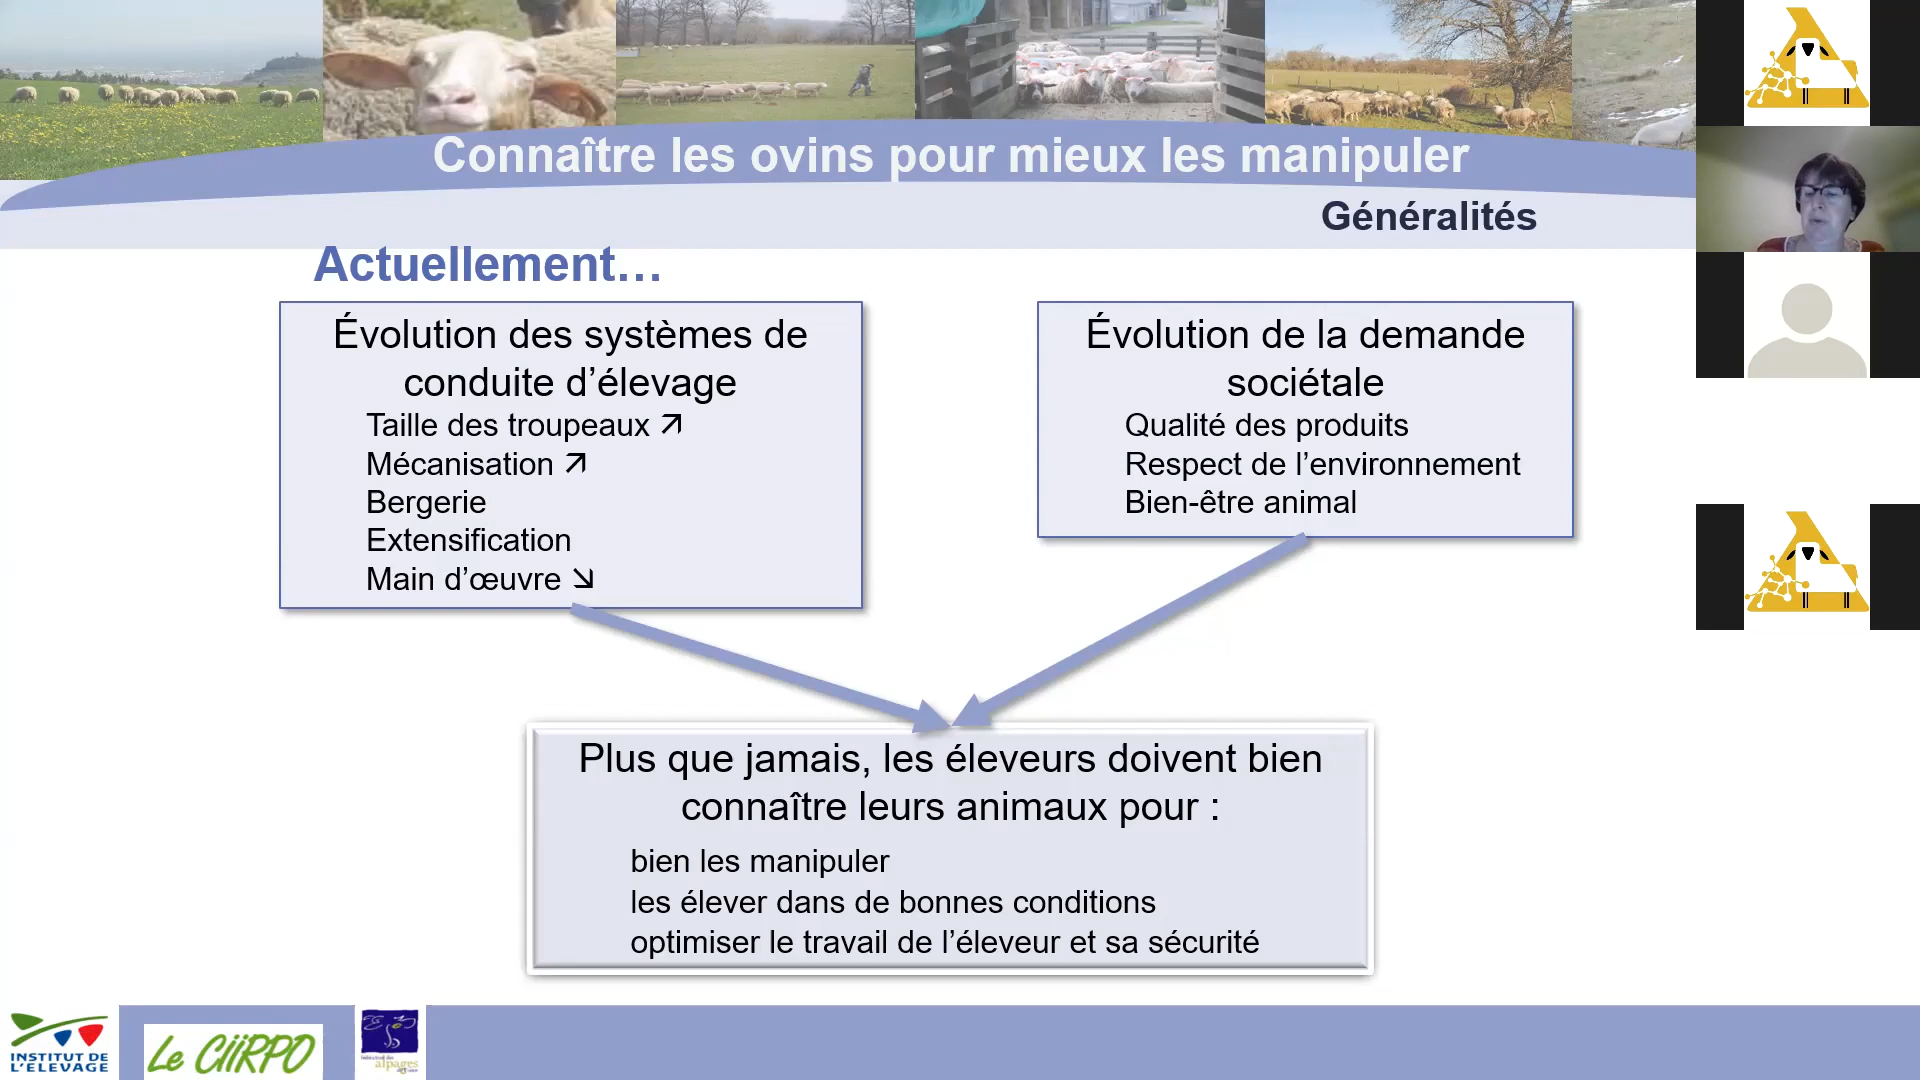 Connaître les ovins pour mieux les manipuler
Généralités
Actuellement…
Évolution des systèmes de
conduite d’élevage
Taille des troupeaux ↗
Mécanisation ↗
Bergerie
Extensification
Main d’œuvre ↘
Évolution de la demande
sociétale
Qualité des produits
Respect de l’environnement
Bien-être animal
Plus que jamais, les éleveurs doivent bien
connaître leurs animaux pour :
bien les manipuler
les élever dans de bonnes conditions
optimiser le travail de l’éleveur et sa sécurité
INSTITUT DE
L'ELEVAGE
Le CIIRPO
alpages